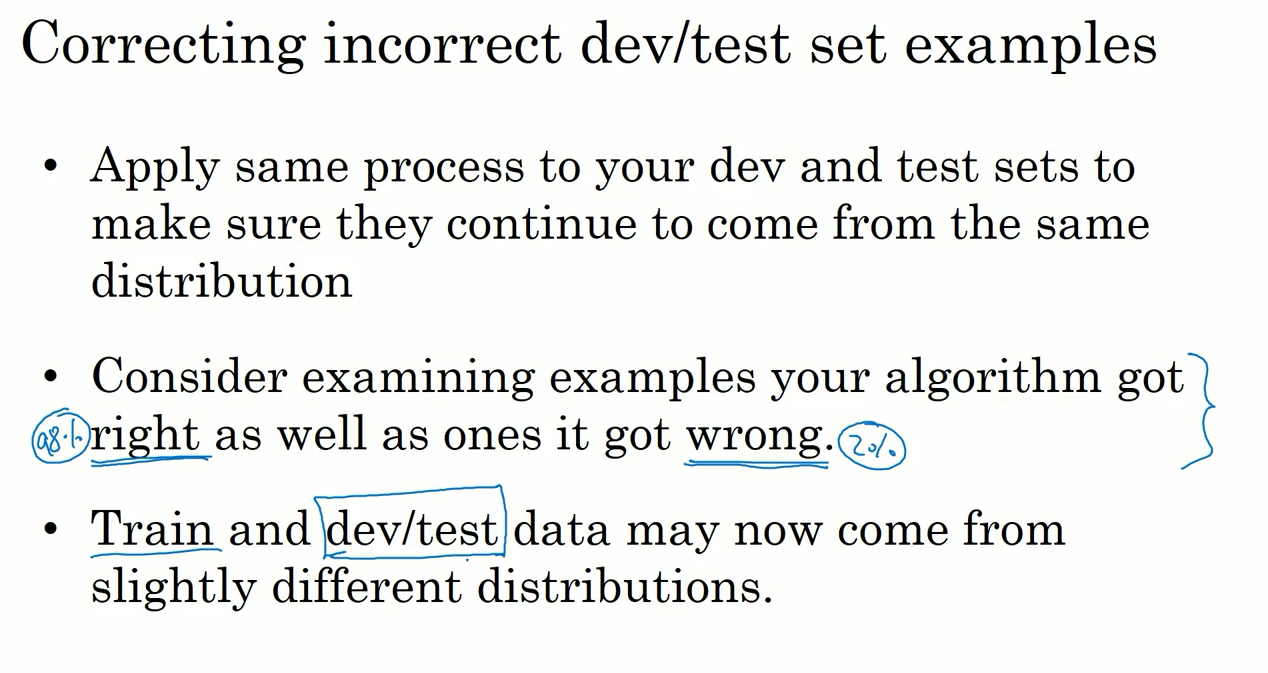 Correcting incorrect dev/test set examples
• Apply same process to your dev and test sets to
make sure they continue to come from the same
distribution
• Consider examining examples your algorithm got
98% right as well as ones it got wrong. 2%
• Train and dev/test data may now come from
slightly different distributions.